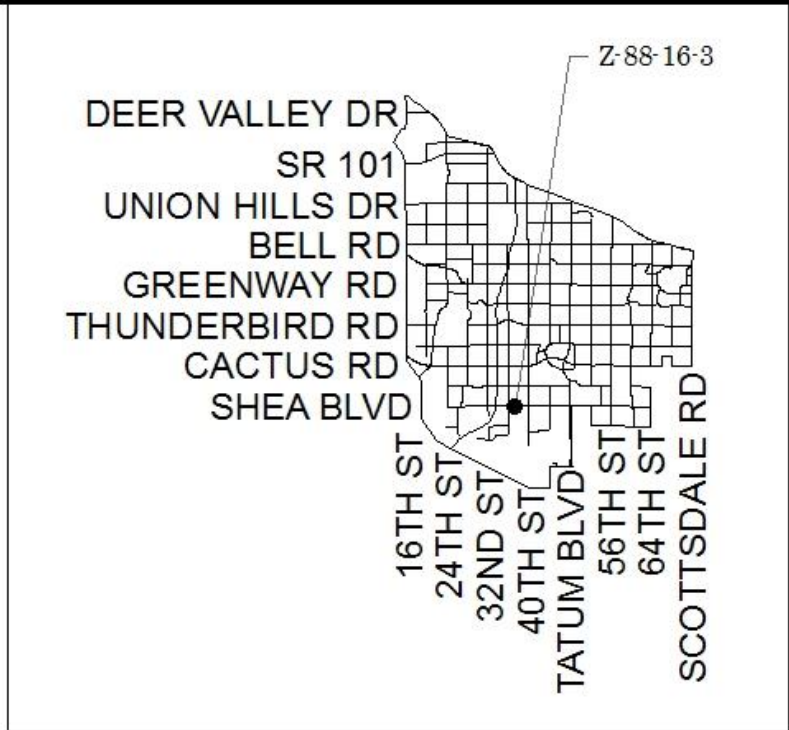 Z-88-16-3
DEER VALLEY DR
SR 101
UNION HILLS DR
BELL RD
GREENWAY RD
THUNDERBIRD RD
CACTUS RD
SHEA BLVD
16TH ST
24TH ST
32ND ST
40TH ST
TATUM BLVD
56TH ST
64TH ST
SCOTTSDALE RD